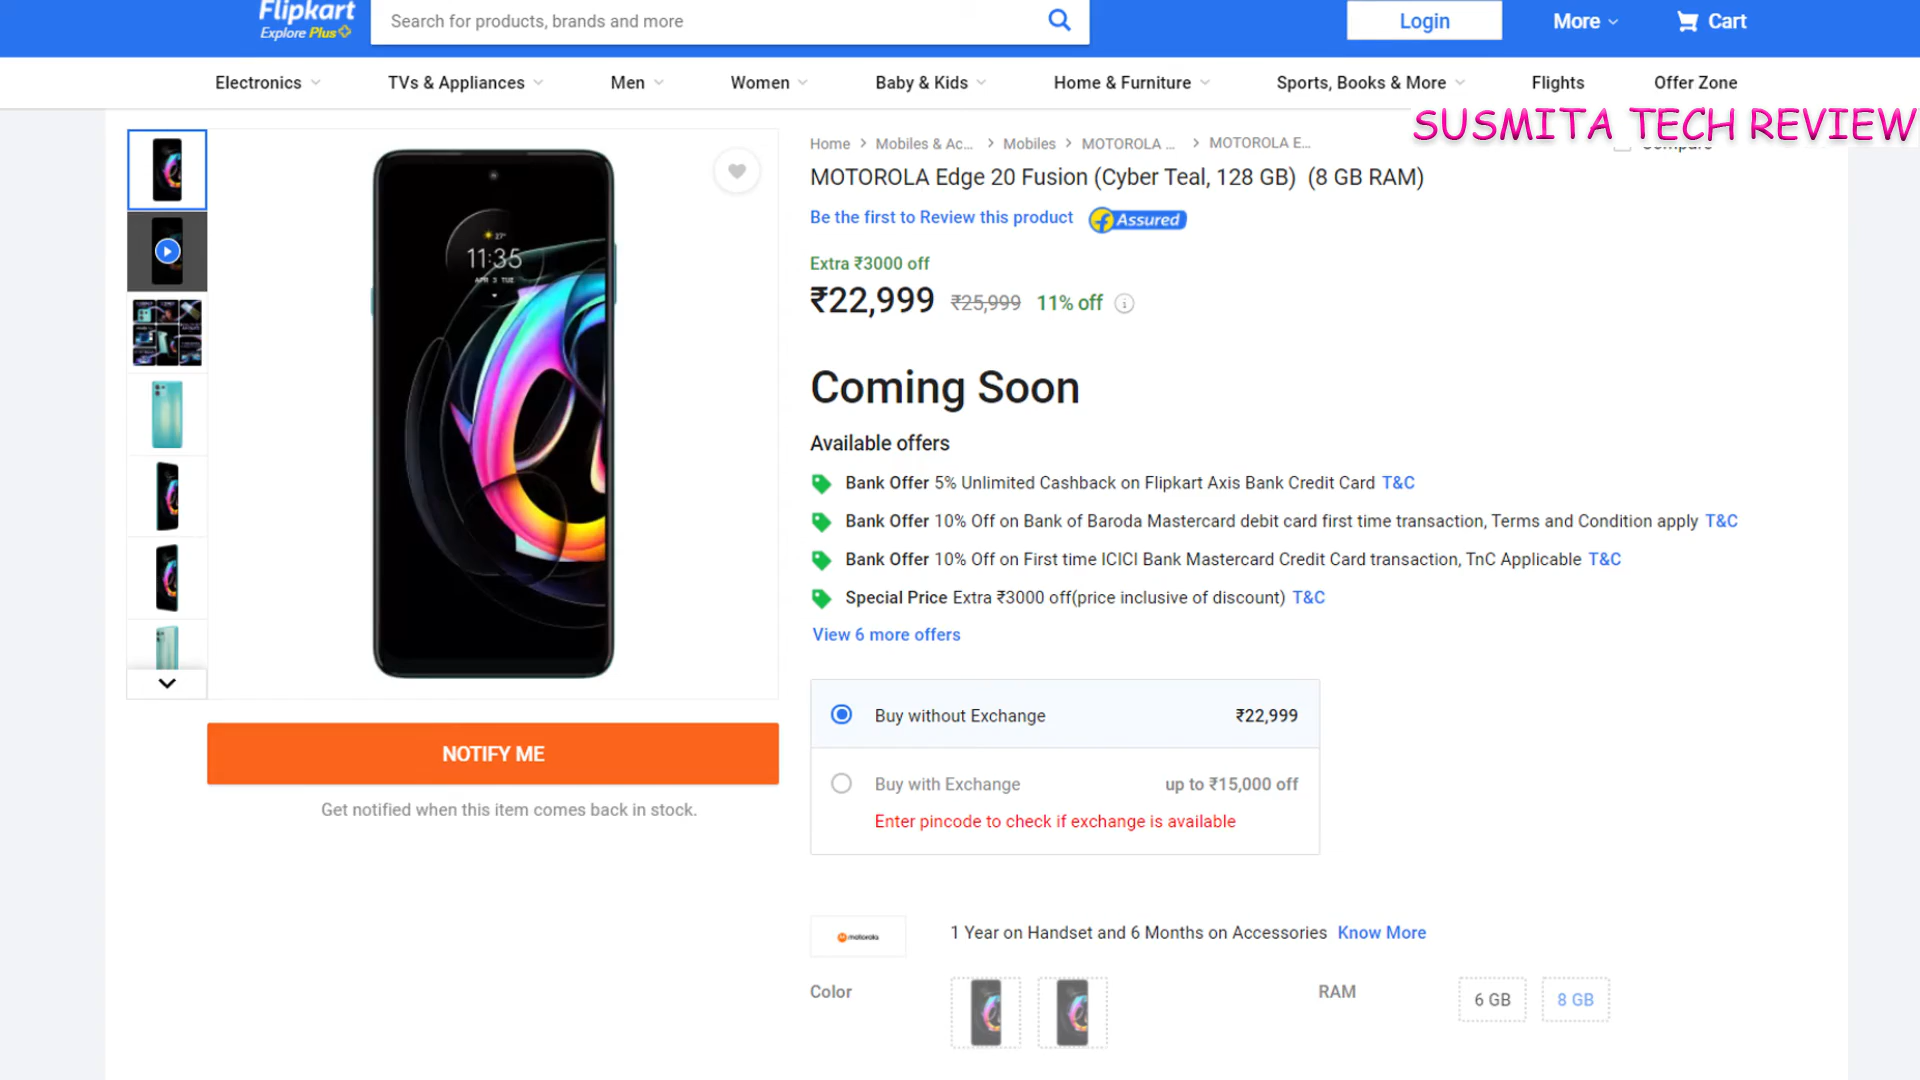 Flipkart
Explore Plus
Search for products, brands and more
Login
More
Cart
Electronics
TVs & Appliances
Men
Women
Baby & Kids
Home & Furniture
Sports, Books & More
Flights
Offer Zone
SUSMITA TECH REVIEW
Home
Mobiles & Ac...
Mobiles
MOTOROLA ...
MOTOROLA E...
Compare
MOTOROLA Edge 20 Fusion (Cyber Teal, 128 GB) (8 GB RAM)
Be the first to Review this product
Assured
27°
11:35
APR 3 TUE
Extra ₹3000 off
₹22,999 ₹25,999 11% off
Coming Soon
Available offers
Bank Offer 5% Unlimited Cashback on Flipkart Axis Bank Credit Card T&C
Bank Offer 10% Off on Bank of Baroda Mastercard debit card first time transaction, Terms and Condition apply T&C
Bank Offer 10% Off on First time ICICI Bank Mastercard Credit Card transaction, TnC Applicable T&C
Special Price Extra ₹3000 off(price inclusive of discount) T&C
View 6 more offers
Buy without Exchange ₹22,999
Buy with Exchange up to ₹15,000 off
Enter pincode to check if exchange is available
NOTIFY ME
Get notified when this item comes back in stock.
motorola
1 Year on Handset and 6 Months on Accessories Know More
Color
RAM
6 GB
8 GB